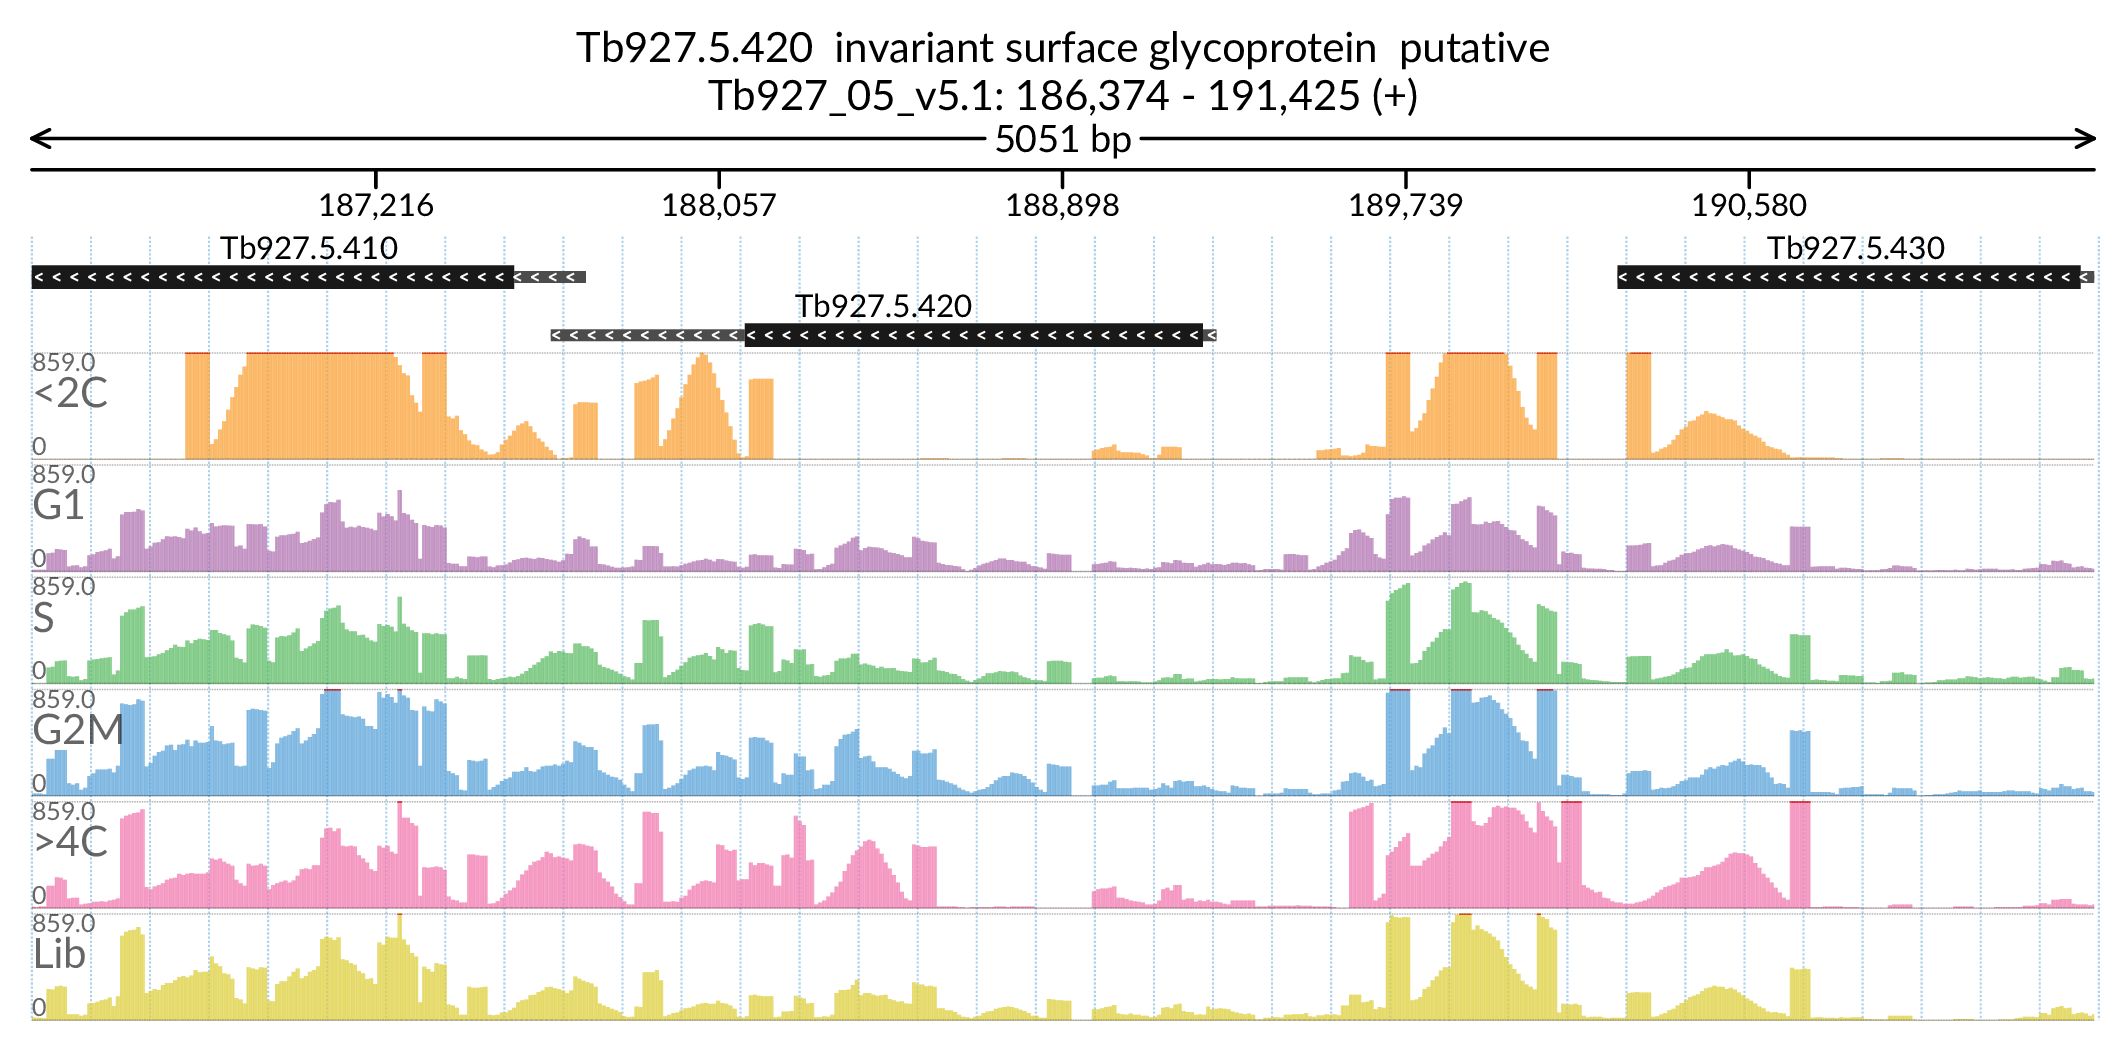 Tb927.5.420  invariant surface glycoprotein  putative
Tb927_05_v5.1: 186,374 - 191,425 (+)
5051 bp
187,216 188,057 188,898 189,739 190,580
Tb927.5.410 Tb927.5.430
Tb927.5.420
859.0
<2C
0
859.0
G1
0
859.0
S
0
859.0
G2M
0
859.0
>4C
0
859.0
Lib
0